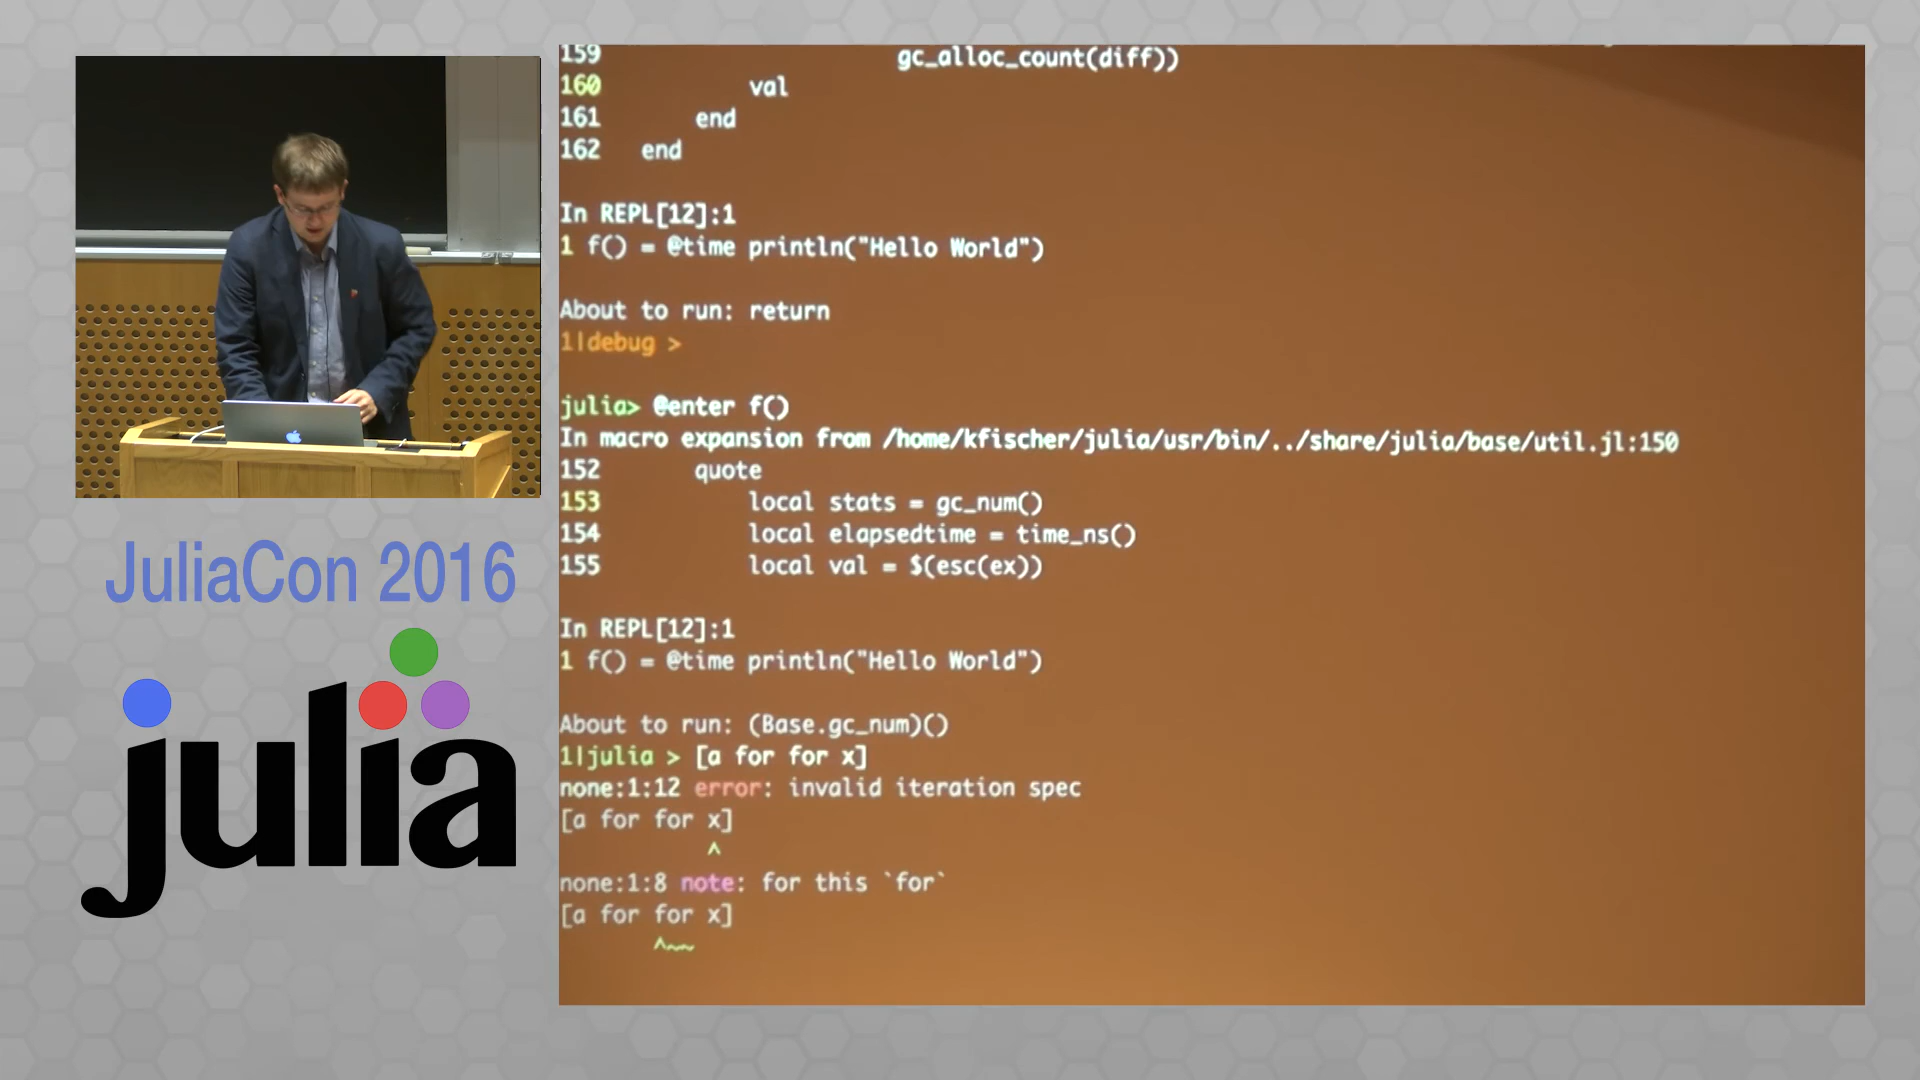 JuliaCon 2016
julia
159 gc_alloc_count(diff))
160 val
161 end
162 end
In REPL[12]:1
1 f() = @time println("Hello World")
About to run: return
1|debug >
julia> @enter f()
In macro expansion from /home/kfischer/julia/usr/bin/../share/julia/base/util.jl:150
152 quote
153 local stats = gc_num()
154 local elapsedtime = time_ns()
155 local val = $(esc(ex))
In REPL[12]:1
1 f() = @time println("Hello World")
About to run: (Base.gc_num)()
1|julia > [a for for x]
none:1:12 error: invalid iteration spec
[a for for x]
^
none:1:8 note: for this `for`
[a for for x]
^~~